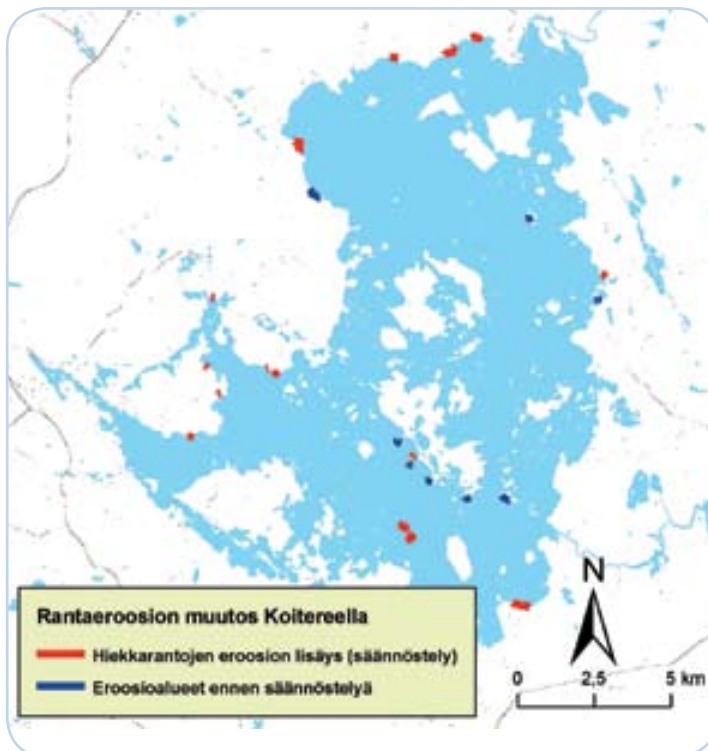 Rantaeroosion muutos Koitereella
Hiekkarantojen eroosion lisäys (säännöstely)
Eroosioalueet ennen säännöstelyä
N
0 2,5 5 km